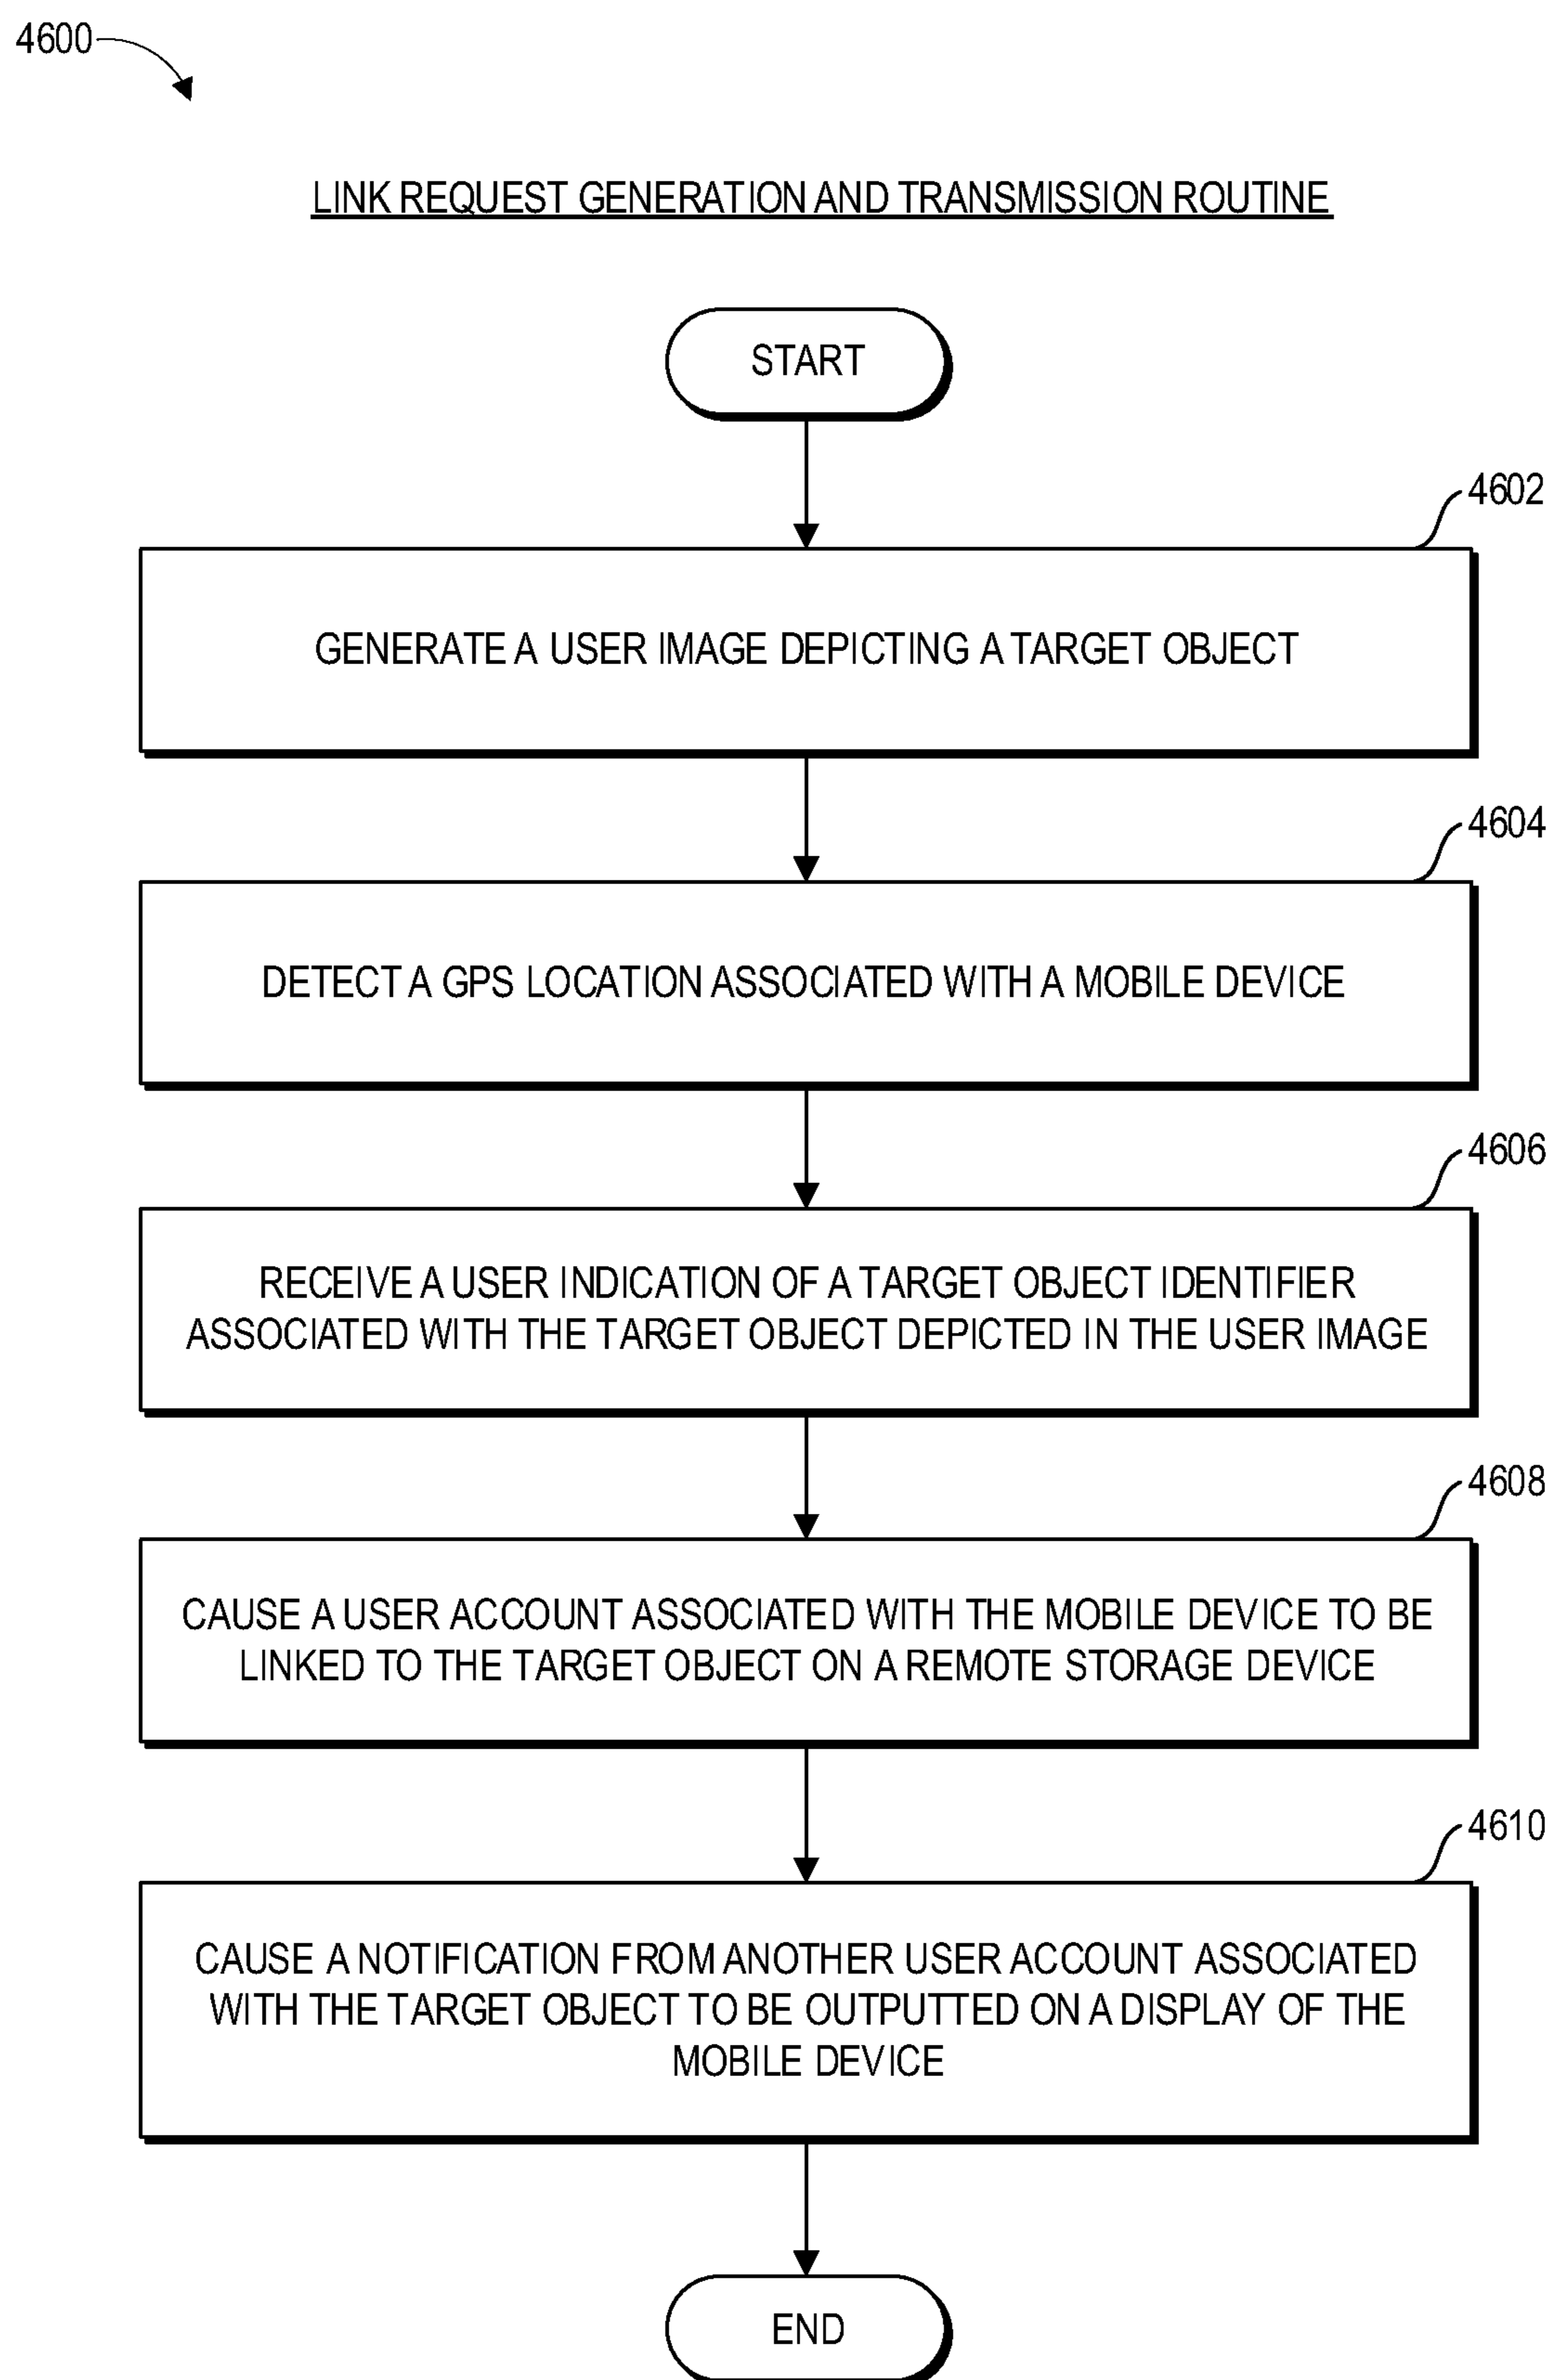 4600
LINK REQUEST GENERATION AND TRANSMISSION ROUTINE
START
4602
GENERATE A USER IMAGE DEPICTING A TARGET OBJECT
4604
DETECT A GPS LOCATION ASSOCIATED WITH A MOBILE DEVICE
4606
RECEIVE A USER INDICATION OF A TARGET OBJECT IDENTIFIER
ASSOCIATED WITH THE TARGET OBJECT DEPICTED IN THE USER IMAGE
4608
CAUSE A USER ACCOUNT ASSOCIATED WITH THE MOBILE DEVICE TO BE
LINKED TO THE TARGET OBJECT ON A REMOTE STORAGE DEVICE
4610
CAUSE A NOTIFICATION FROM ANOTHER USER ACCOUNT ASSOCIATED
WITH THE TARGET OBJECT TO BE OUTPUTTED ON A DISPLAY OF THE
MOBILE DEVICE
END